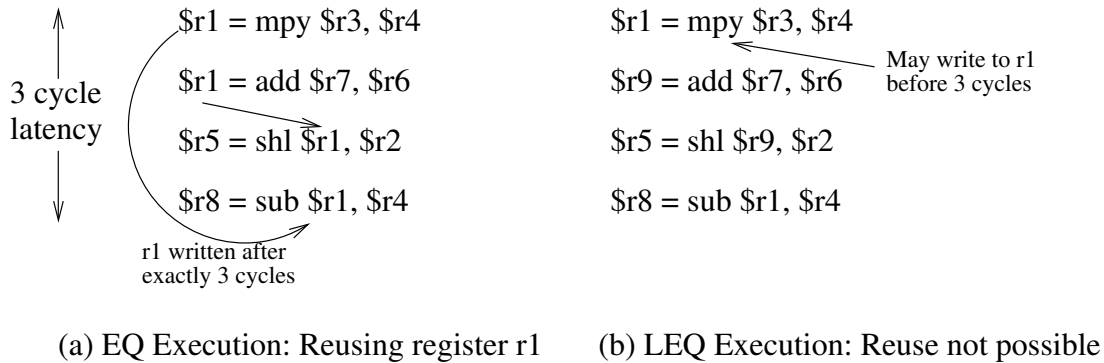 $r1 = mpy $r3, $r4
$r1 = add $r7, $r6
3 cycle
latency
$r5 = shl $r1, $r2
$r8 = sub $r1, $r4
r1 written after
exactly 3 cycles
(a) EQ Execution: Reusing register r1
$r1 = mpy $r3, $r4
May write to r1
before 3 cycles
$r9 = add $r7, $r6
$r5 = shl $r9, $r2
$r8 = sub $r1, $r4
(b) LEQ Execution: Reuse not possible